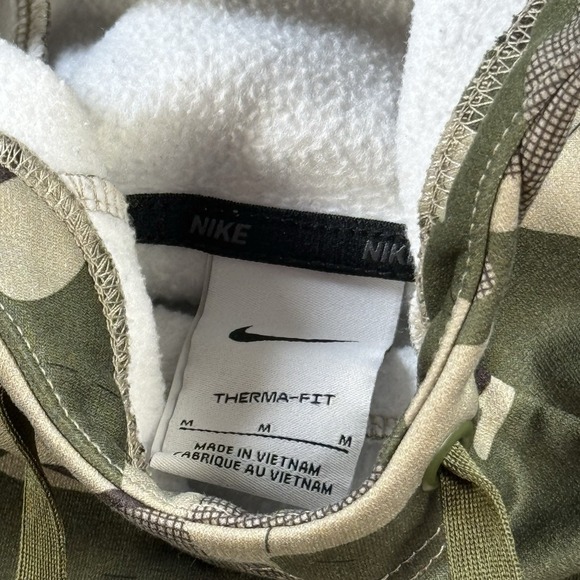 NIKE NIKE
THERMA-FIT
M M M
MADE IN VIETNAM
FABRIQUE AU VIETNAM